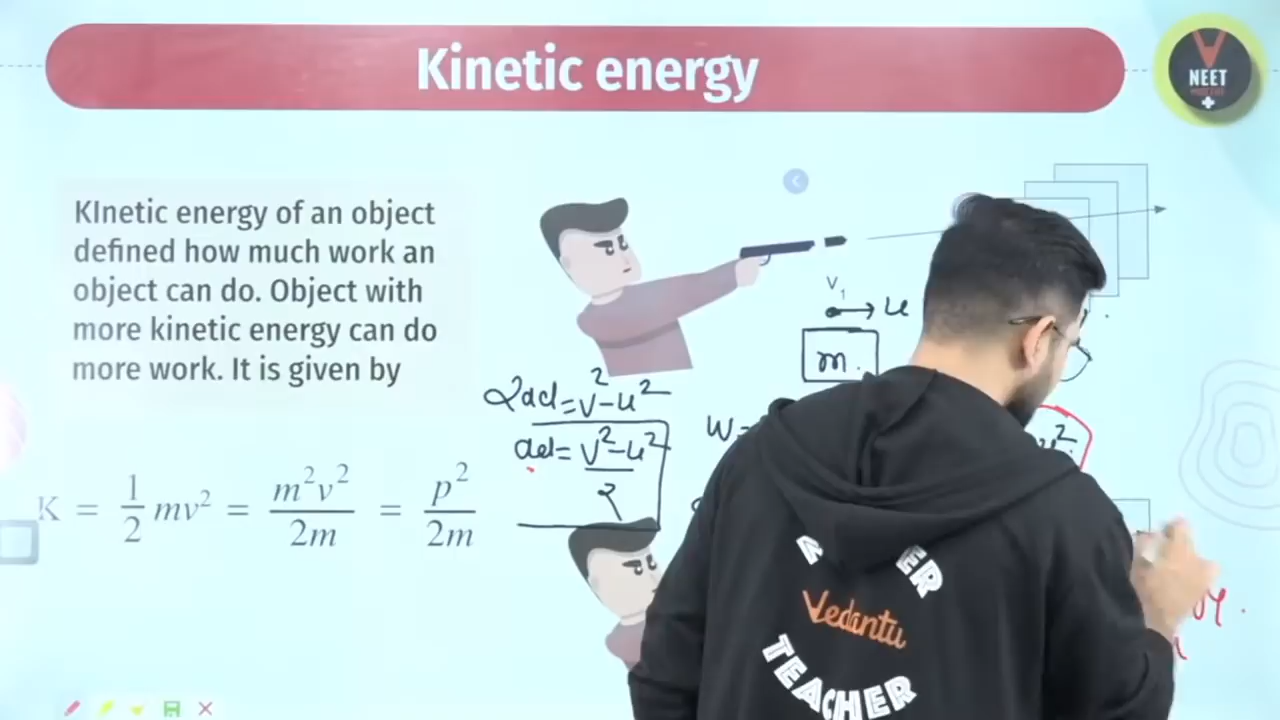 Kinetic energy
NEET
KInetic energy of an object
defined how much work an
object can do. Object with
more kinetic energy can do
more work. It is given by
K = 1/2 mv² = m²v²/2m = p²/2m
V₁
u
m.
2ad = v²-u²
ad = v²-u²/2
W=
u²
ER
Vedantu
TEACHER